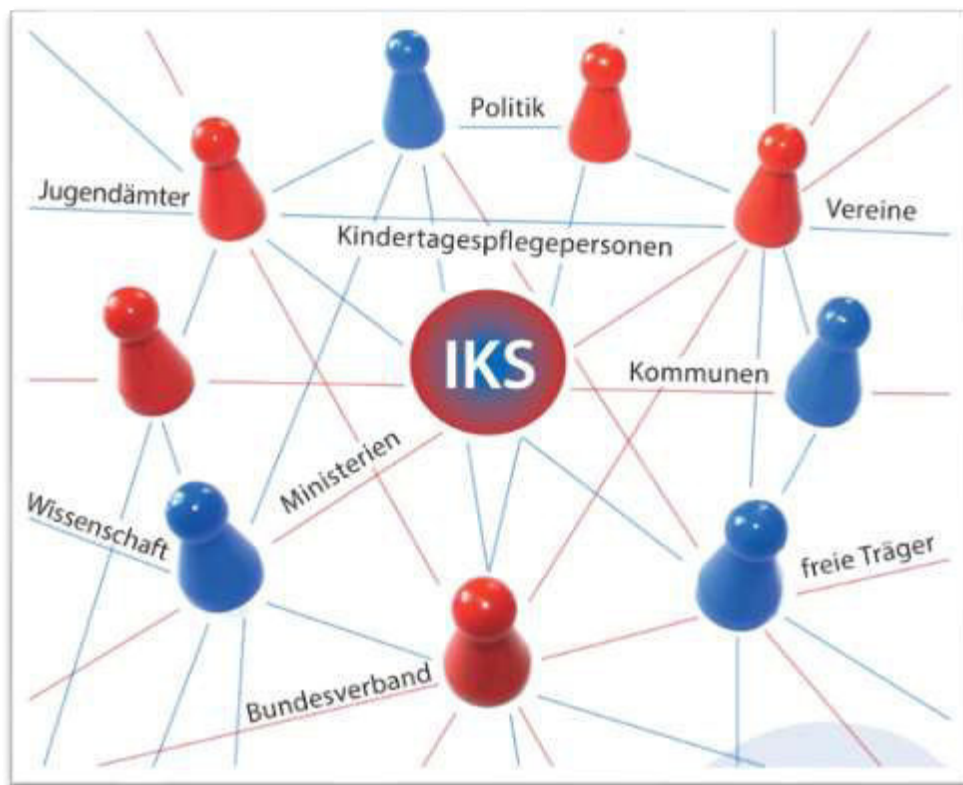 Politik
Jugendämter
Vereine
Kindertagespflegepersonen
IKS
Kommunen
Ministerien
Wissenschaft
freie Träger
Bundesverband